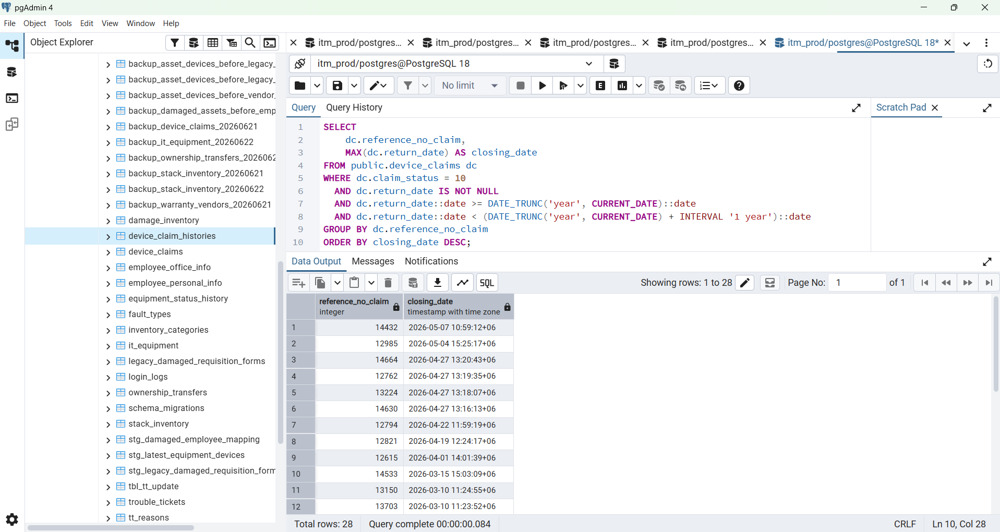 pgAdmin 4
File Object Tools Edit View Window Help
Object Explorer
itm_prod/postgres... itm_prod/postgres... itm_prod/postgres... itm_prod/postgres... itm_prod/postgres@PostgreSQL 18*
itm_prod/postgres@PostgreSQL 18
No limit
E
Query Query History
Scratch Pad
1 SELECT
2 dc.reference_no_claim,
3 MAX(dc.return_date) AS closing_date
4 FROM public.device_claims dc
5 WHERE dc.claim_status = 10
6 AND dc.return_date IS NOT NULL
7 AND dc.return_date::date >= DATE_TRUNC('year', CURRENT_DATE)::date
8 AND dc.return_date::date < (DATE_TRUNC('year', CURRENT_DATE) + INTERVAL '1 year')::date
9 GROUP BY dc.reference_no_claim
10 ORDER BY closing_date DESC;
backup_asset_devices_before_legacy_
backup_asset_devices_before_legacy_
backup_asset_devices_before_vendor_
backup_damaged_assets_before_emp
backup_device_claims_20260621
backup_it_equipment_20260622
backup_ownership_transfers_2026062
backup_stack_inventory_20260621
backup_stack_inventory_20260622
backup_warranty_vendors_20260621
damage_inventory
device_claim_histories
device_claims
employee_office_info
employee_personal_info
equipment_status_history
fault_types
inventory_categories
it_equipment
legacy_damaged_requisition_forms
login_logs
ownership_transfers
schema_migrations
stack_inventory
stg_damaged_employee_mapping
stg_latest_equipment_devices
stg_legacy_damaged_requisition_form
tbl_tt_update
trouble_tickets
tt_reasons
Data Output Messages Notifications
SQL
Showing rows: 1 to 28
Page No: 1 of 1
reference_no_claim closing_date
integer timestamp with time zone
1 14432 2026-05-07 10:59:12+06
2 12985 2026-05-04 15:25:17+06
3 14664 2026-04-27 13:20:43+06
4 12762 2026-04-27 13:19:35+06
5 13224 2026-04-27 13:18:07+06
6 14630 2026-04-27 13:16:13+06
7 12794 2026-04-22 11:59:19+06
8 12821 2026-04-19 12:24:17+06
9 12615 2026-04-01 14:01:39+06
10 14533 2026-03-15 15:03:09+06
11 13150 2026-03-10 11:24:55+06
12 13703 2026-03-10 11:23:52+06
Total rows: 28 Query complete 00:00:00.084 CRLF Ln 10, Col 28